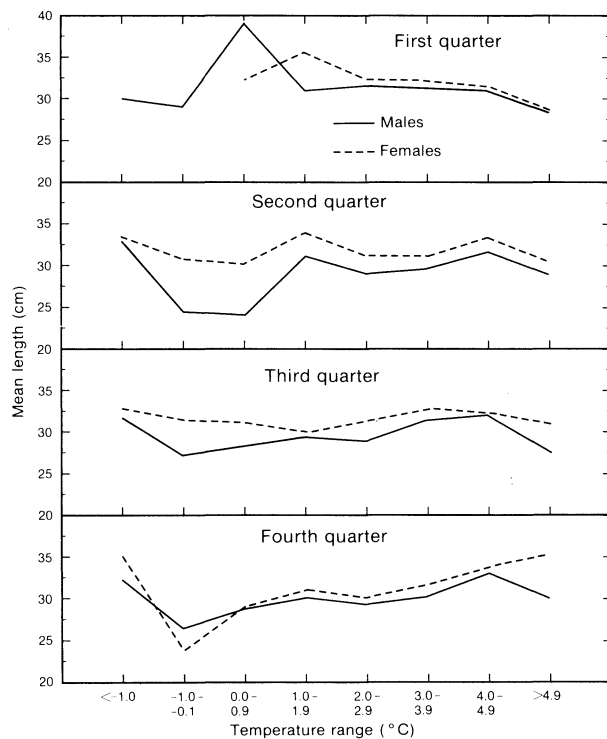 40
First quarter
35
30
Males
25
Females
20
Second quarter
35
30
25
20
Third quarter
35
30
25
20
Fourth quarter
35
30
25
20
Mean length (cm)
<-1.0 -1.0- 0.0- 1.0- 2.0- 3.0- 4.0- >4.9
-0.1 0.9 1.9 2.9 3.9 4.9
Temperature range (°C)